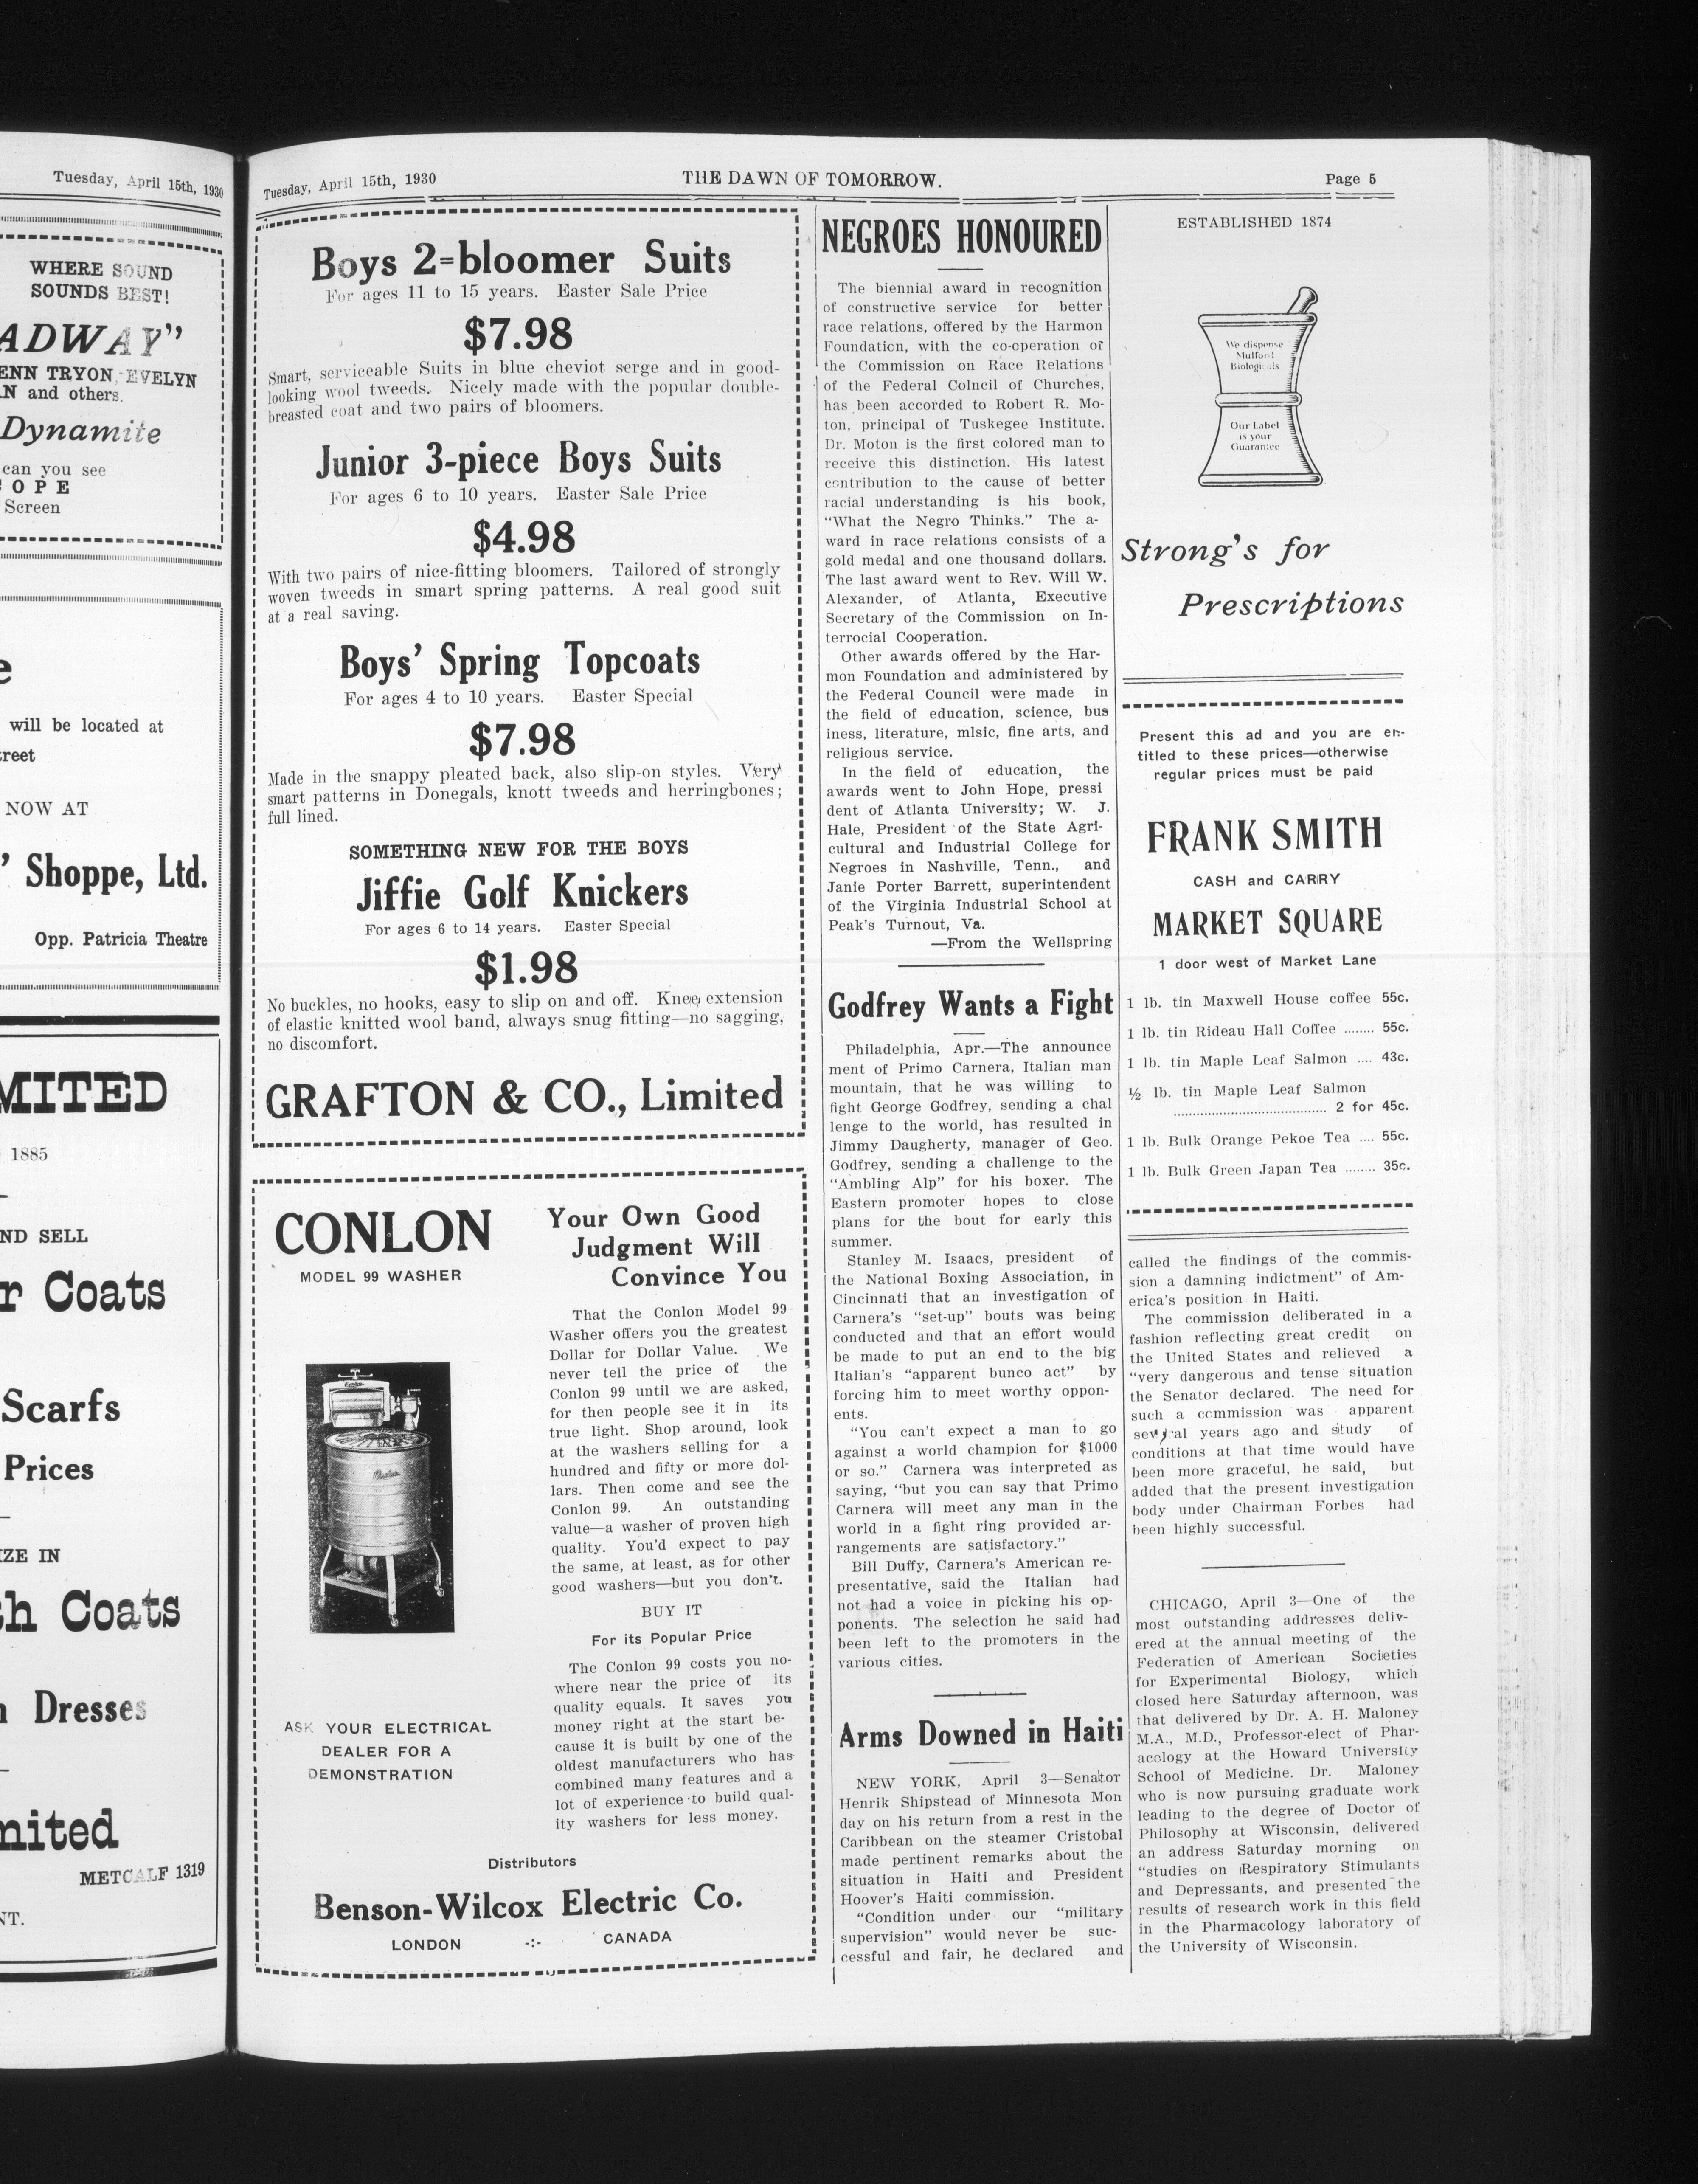 Tuesday, April 15th, 1930
WHERE SOUND
SOUNDS BEST!
ADWAY"
ENN TRYON, EVELYN
N and others.
Dynamite
can you see
OPE
Screen
e
will be located at
reet
NOW AT
' Shoppe, Ltd.
Opp. Patricia Theatre
MITED
1885
ND SELL
r Coats
Scarfs
Prices
IZE IN
h Coats
Dresses
mited
METCALF 1319
NT.
Tuesday, April 15th, 1930
THE DAWN OF TOMORROW.
Page 5
Boys 2=bloomer Suits
For ages 11 to 15 years. Easter Sale Price
$7.98
Smart, serviceable Suits in blue cheviot serge and in good-
looking wool tweeds. Nicely made with the popular double-
breasted coat and two pairs of bloomers.
Junior 3-piece Boys Suits
For ages 6 to 10 years. Easter Sale Price
$4.98
With two pairs of nice-fitting bloomers. Tailored of strongly
woven tweeds in smart spring patterns. A real good suit
at a real saving.
Boys' Spring Topcoats
For ages 4 to 10 years. Easter Special
$7.98
Made in the snappy pleated back, also slip-on styles. Very
smart patterns in Donegals, knott tweeds and herringbones;
full lined.
SOMETHING NEW FOR THE BOYS
Jiffie Golf Knickers
For ages 6 to 14 years. Easter Special
$1.98
No buckles, no hooks, easy to slip on and off. Knee extension
of elastic knitted wool band, always snug fitting—no sagging,
no discomfort.
GRAFTON & CO., Limited
CONLON
MODEL 99 WASHER
ASK YOUR ELECTRICAL
DEALER FOR A
DEMONSTRATION
Your Own Good
Judgment Will
Convince You
That the Conlon Model 99
Washer offers you the greatest
Dollar for Dollar Value. We
never tell the price of the
Conlon 99 until we are asked,
for then people see it in its
true light. Shop around, look
at the washers selling for a
hundred and fifty or more dol-
lars. Then come and see the
Conlon 99. An outstanding
value—a washer of proven high
quality. You'd expect to pay
the same, at least, as for other
good washers—but you don't.
BUY IT
For its Popular Price
The Conlon 99 costs you no-
where near the price of its
quality equals. It saves you
money right at the start be-
cause it is built by one of the
oldest manufacturers who has
combined many features and a
lot of experience to build qual-
ity washers for less money.
Distributors
Benson-Wilcox Electric Co.
LONDON -:- CANADA
NEGROES HONOURED
The biennial award in recognition
of constructive service for better
race relations, offered by the Harmon
Foundation, with the co-operation of
the Commission on Race Relations
of the Federal Colncil of Churches,
has been accorded to Robert R. Mo-
ton, principal of Tuskegee Institute.
Dr. Moton is the first colored man to
receive this distinction. His latest
contribution to the cause of better
racial understanding is his book,
"What the Negro Thinks." The a-
ward in race relations consists of a
gold medal and one thousand dollars.
The last award went to Rev. Will W.
Alexander, of Atlanta, Executive
Secretary of the Commission on In-
terrocial Cooperation.
Other awards offered by the Har-
mon Foundation and administered by
the Federal Council were made in
the field of education, science, bus
iness, literature, mlsic, fine arts, and
religious service.
In the field of education, the
awards went to John Hope, pressi
dent of Atlanta University; W. J.
Hale, President of the State Agri-
cultural and Industrial College for
Negroes in Nashville, Tenn., and
Janie Porter Barrett, superintendent
of the Virginia Industrial School at
Peak's Turnout, Va.
—From the Wellspring
Godfrey Wants a Fight
Philadelphia, Apr.—The announce
ment of Primo Carnera, Italian man
mountain, that he was willing to
fight George Godfrey, sending a chal
lenge to the world, has resulted in
Jimmy Daugherty, manager of Geo.
Godfrey, sending a challenge to the
"Ambling Alp" for his boxer. The
Eastern promoter hopes to close
plans for the bout for early this
summer.
Stanley M. Isaacs, president of
the National Boxing Association, in
Cincinnati that an investigation of
Carnera's "set-up" bouts was being
conducted and that an effort would
be made to put an end to the big
Italian's "apparent bunco act" by
forcing him to meet worthy oppon-
ents.
"You can't expect a man to go
against a world champion for $1000
or so." Carnera was interpreted as
saying, "but you can say that Primo
Carnera will meet any man in the
world in a fight ring provided ar-
rangements are satisfactory."
Bill Duffy, Carnera's American re-
presentative, said the Italian had
not had a voice in picking his op-
ponents. The selection he said had
been left to the promoters in the
various cities.
Arms Downed in Haiti
NEW YORK, April 3—Senator
Henrik Shipstead of Minnesota Mon
day on his return from a rest in the
Caribbean on the steamer Cristobal
made pertinent remarks about the
situation in Haiti and President
Hoover's Haiti commission.
"Condition under our "military
supervision" would never be suc-
cessful and fair, he declared and
ESTABLISHED 1874
We dispense
Mulford
Biologicals
Our Label
is your
Guarantee
Strong's for
Prescriptions
Present this ad and you are en-
titled to these prices—otherwise
regular prices must be paid
FRANK SMITH
CASH and CARRY
MARKET SQUARE
1 door west of Market Lane
1 lb. tin Maxwell House coffee 55c.
1 lb. tin Rideau Hall Coffee ........ 55c.
1 lb. tin Maple Leaf Salmon .... 43c.
½ lb. tin Maple Leaf Salmon
........................................ 2 for 45c.
1 lb. Bulk Orange Pekoe Tea .... 55c.
1 lb. Bulk Green Japan Tea ........ 35c.
called the findings of the commis-
sion a damning indictment" of Am-
erica's position in Haiti.
The commission deliberated in a
fashion reflecting great credit on
the United States and relieved a
"very dangerous and tense situation
the Senator declared. The need for
such a commission was apparent
several years ago and study of
conditions at that time would have
been more graceful, he said, but
added that the present investigation
body under Chairman Forbes had
been highly successful.
CHICAGO, April 3—One of the
most outstanding addresses deliv-
ered at the annual meeting of the
Federation of American Societies
for Experimental Biology, which
closed here Saturday afternoon, was
that delivered by Dr. A. H. Maloney
M.A., M.D., Professor-elect of Phar-
acology at the Howard University
School of Medicine. Dr. Maloney
who is now pursuing graduate work
leading to the degree of Doctor of
Philosophy at Wisconsin, delivered
an address Saturday morning on
"studies on Respiratory Stimulants
and Depressants, and presented the
results of research work in this field
in the Pharmacology laboratory of
the University of Wisconsin.